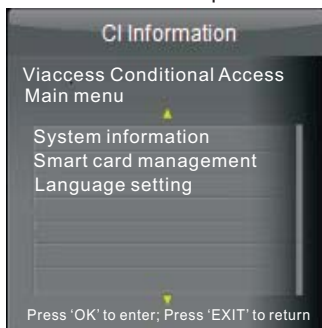 CI Information
Viaccess Conditional Access
Main menu
System information
Smart card management
Language setting
Press ‘OK’ to enter; Press ‘EXIT’ to return